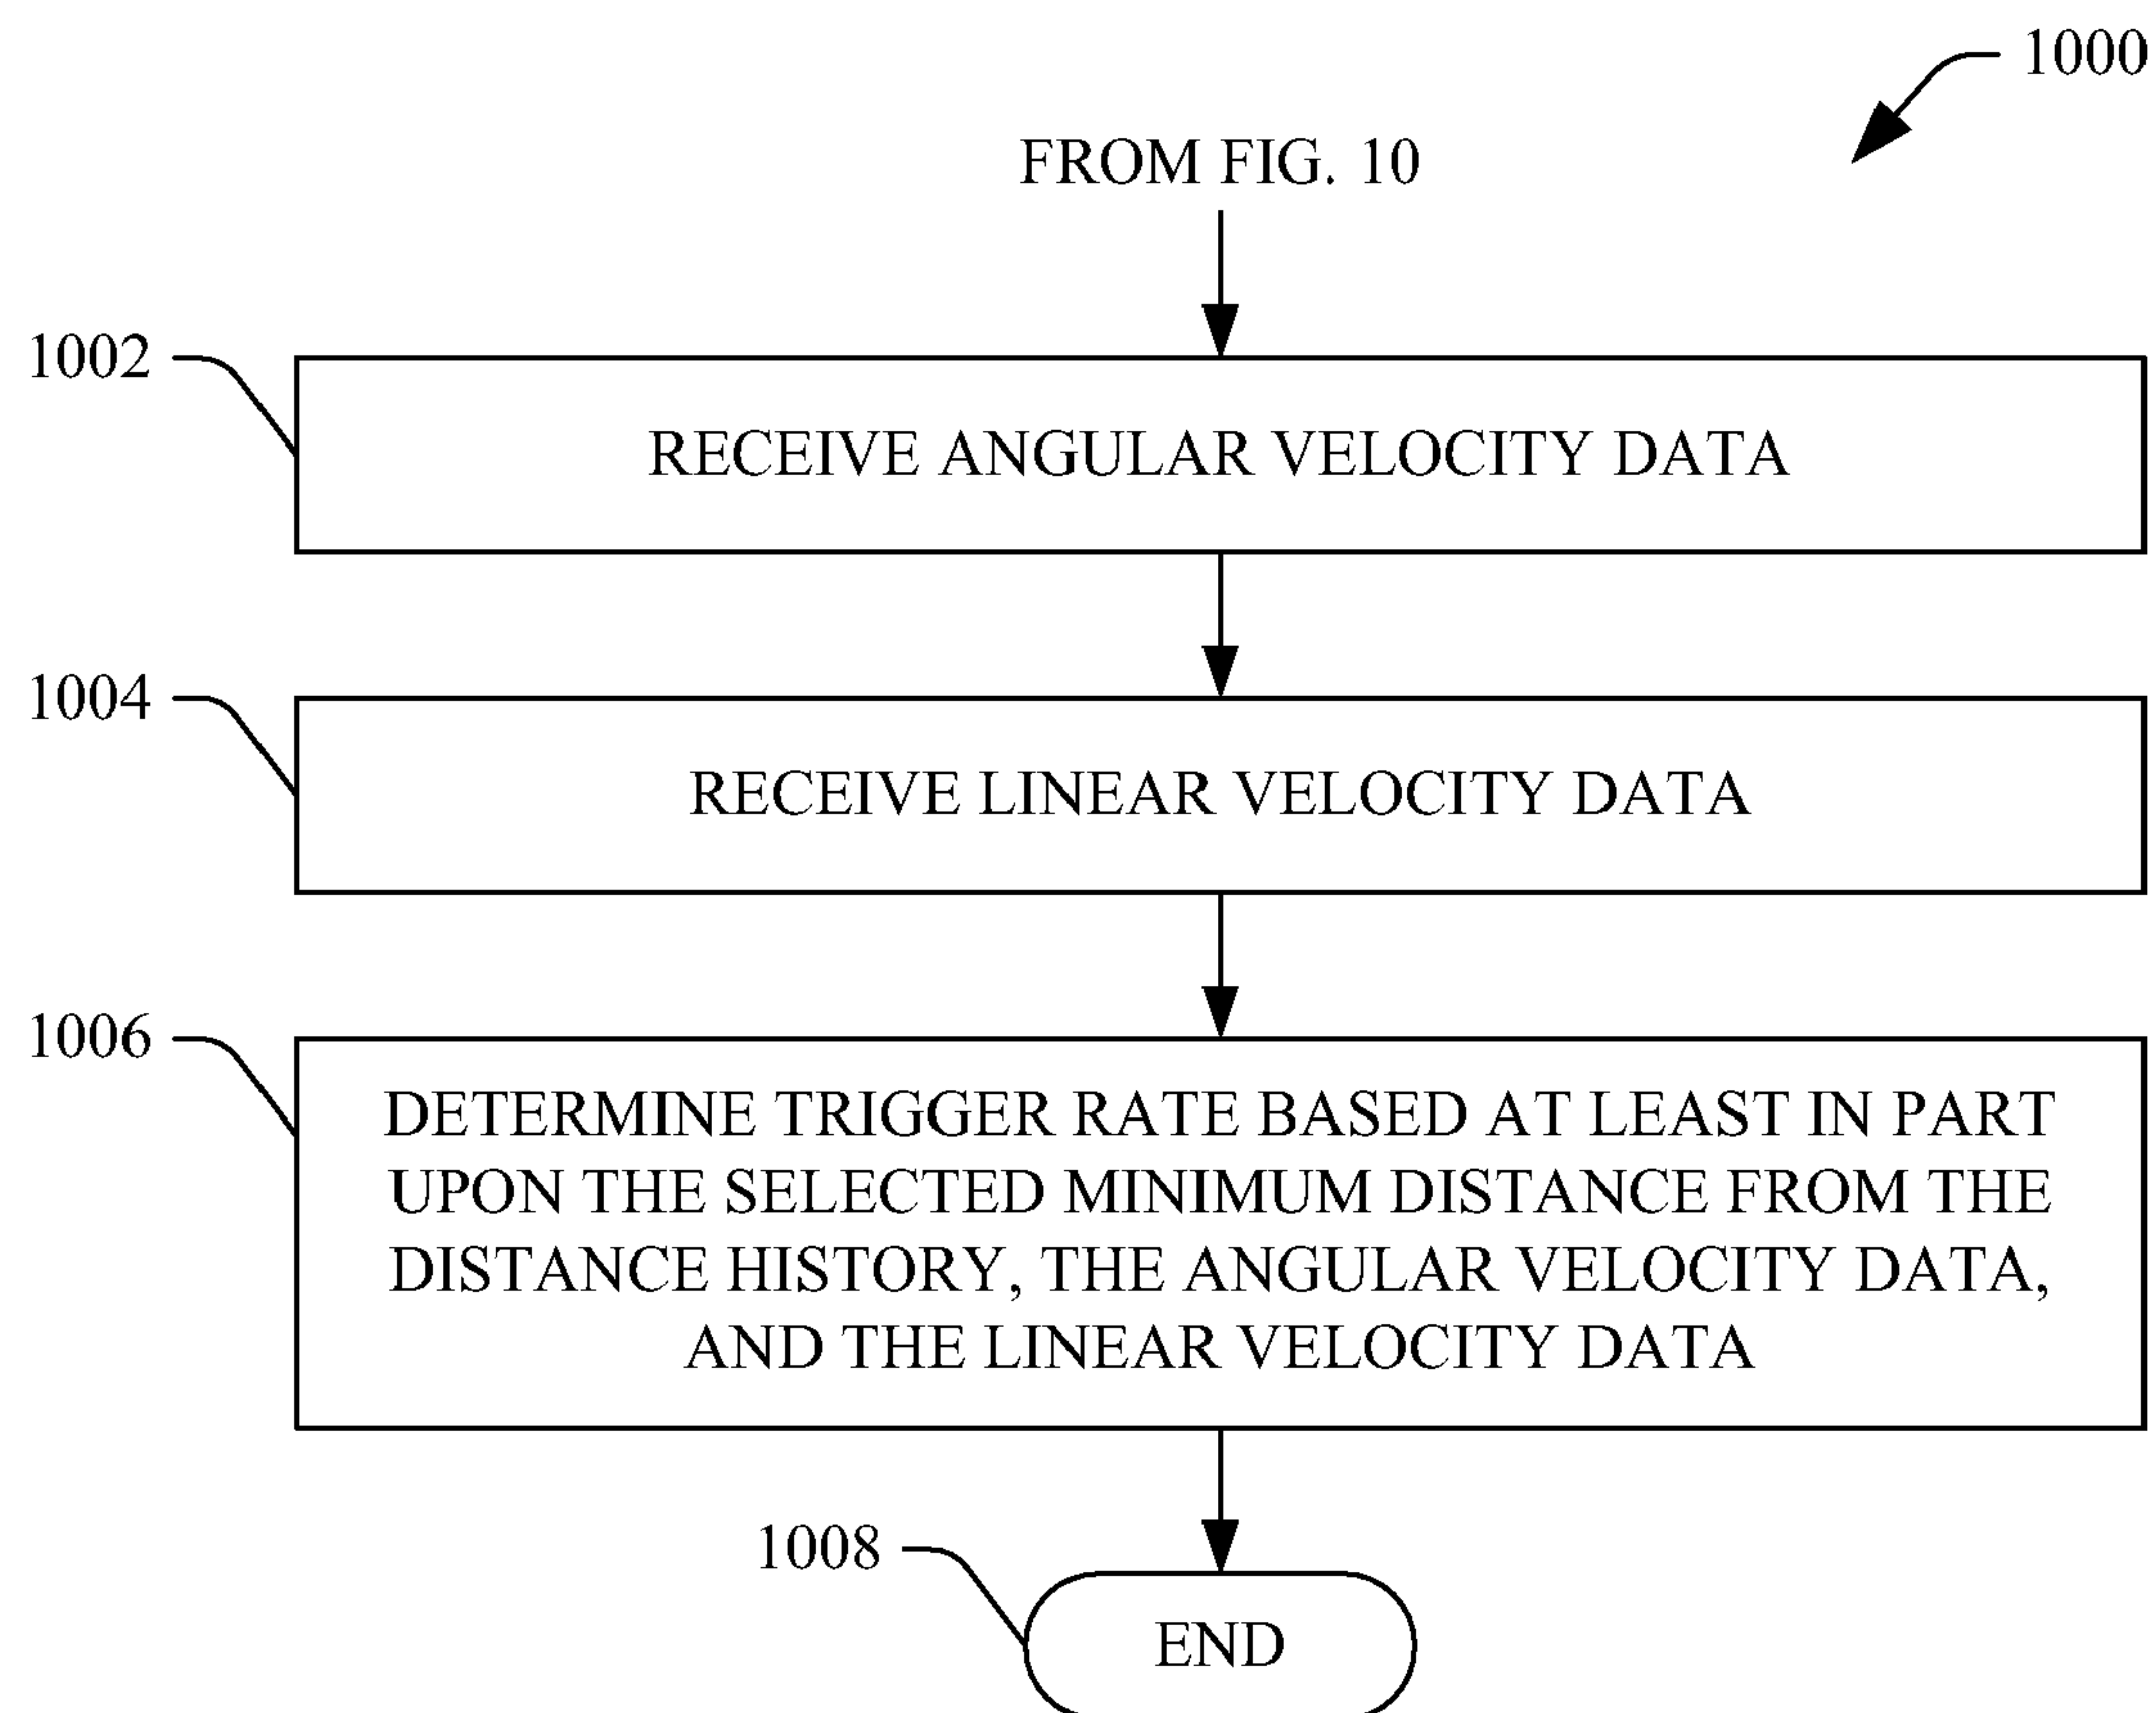 1000
FROM FIG. 10
1002
RECEIVE ANGULAR VELOCITY DATA
1004
RECEIVE LINEAR VELOCITY DATA
1006
DETERMINE TRIGGER RATE BASED AT LEAST IN PART
UPON THE SELECTED MINIMUM DISTANCE FROM THE
DISTANCE HISTORY, THE ANGULAR VELOCITY DATA,
AND THE LINEAR VELOCITY DATA
1008
END